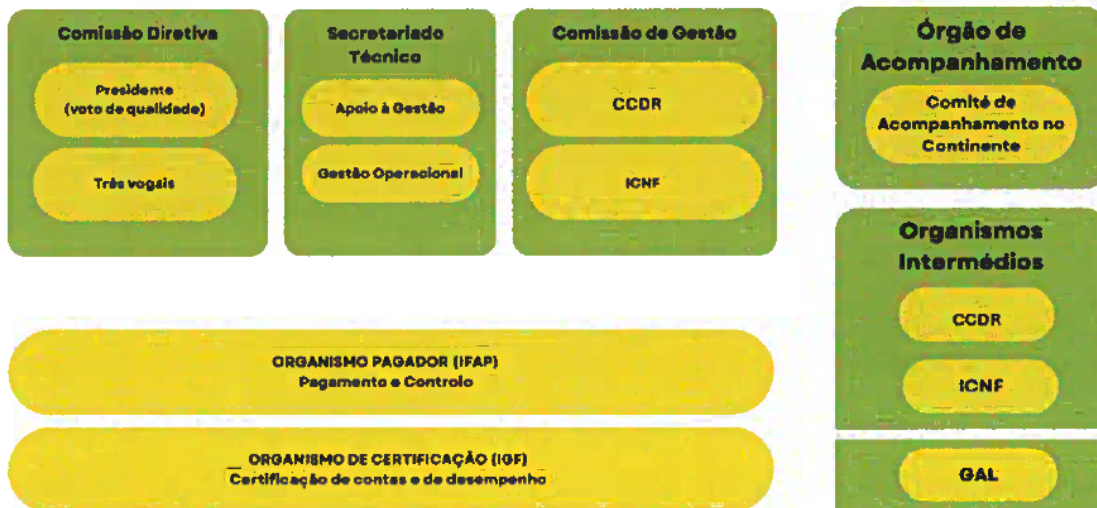 Comissão Diretiva
Presidente
(voto de qualidade)
Três vogais
Secretariado
Técnico
Apoio à Gestão
Gestão Operacional
Comissão de Gestão
CCDR
ICNF
Órgão de
Acompanhamento
Comité de
Acompanhamento no
Continente
Organismos
Intermédios
CCDR
ICNF
GAL
ORGANISMO PAGADOR (IFAP)
Pagamento e Controlo
ORGANISMO DE CERTIFICAÇÃO (IGF)
Certificação de contas e de desempenho